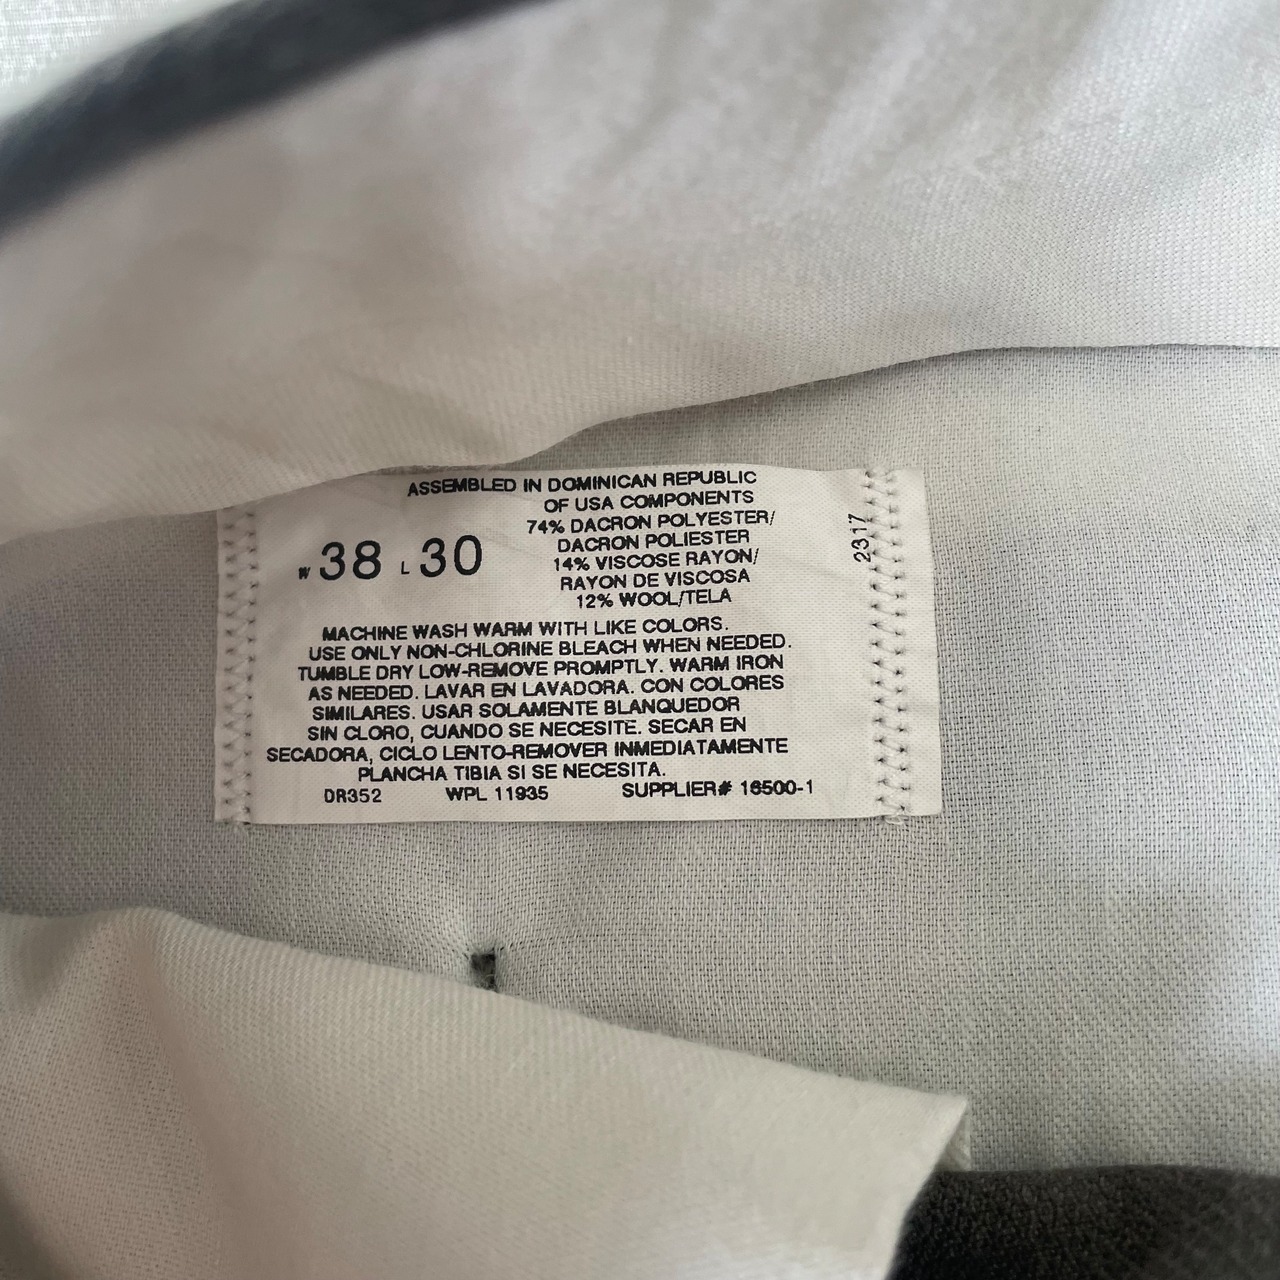 ASSEMBLED IN DOMINICAN REPUBLIC
OF USA COMPONENTS
74% DACRON POLYESTER/
DACRON POLIESTER
14% VISCOSE RAYON/
RAYON DE VISCOSA
12% WOOL/TELA
W 38 L 30
2317
MACHINE WASH WARM WITH LIKE COLORS.
USE ONLY NON-CHLORINE BLEACH WHEN NEEDED.
TUMBLE DRY LOW-REMOVE PROMPTLY. WARM IRON
AS NEEDED. LAVAR EN LAVADORA. CON COLORES
SIMILARES. USAR SOLAMENTE BLANQUEDOR
SIN CLORO, CUANDO SE NECESITE. SECAR EN
SECADORA, CICLO LENTO-REMOVER INMEDIATAMENTE
PLANCHA TIBIA SI SE NECESITA.
DR352 WPL 11935 SUPPLIER# 16500-1